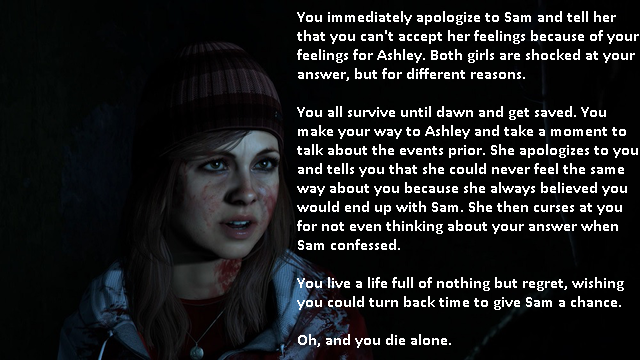 You immediately apologize to Sam and tell her
that you can't accept her feelings because of your
feelings for Ashley. Both girls are shocked at your
answer, but for different reasons.
You all survive until dawn and get saved. You
make your way to Ashley and take a moment to
talk about the events prior. She apologizes to you
and tells you that she could never feel the same
way about you because she always believed you
would end up with Sam. She then curses at you
for not even thinking about your answer when
Sam confessed.
You live a life full of nothing but regret, wishing
you could turn back time to give Sam a chance.
Oh, and you die alone.